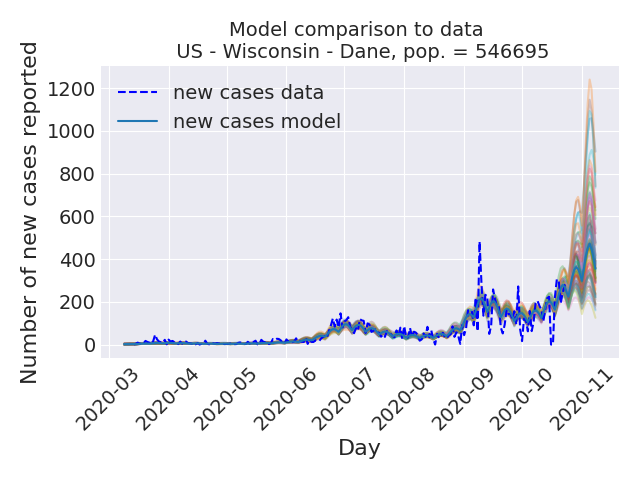 Model comparison to data
US - Wisconsin - Dane, pop. = 546695
Number of new cases reported
1200
1000
800
600
400
200
0
new cases data
new cases model
2020-03
2020-04
2020-05
2020-06
2020-07
2020-08
2020-09
2020-10
2020-11
Day